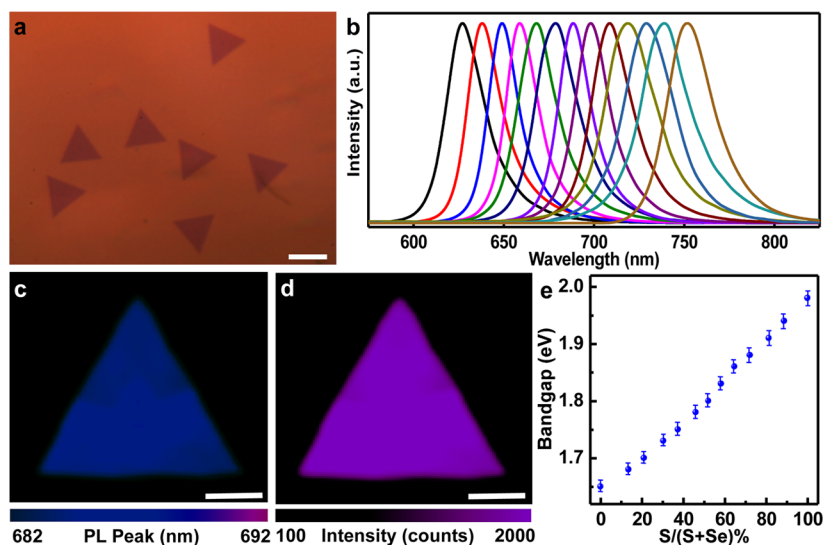 a
b
Intensity (a.u.)
600 650 700 750 800
Wavelength (nm)
c
682 PL Peak (nm) 692
d
100 Intensity (counts) 2000
e
Bandgap (eV)
2.0
1.9
1.8
1.7
0 20 40 60 80 100
S/(S+Se)%